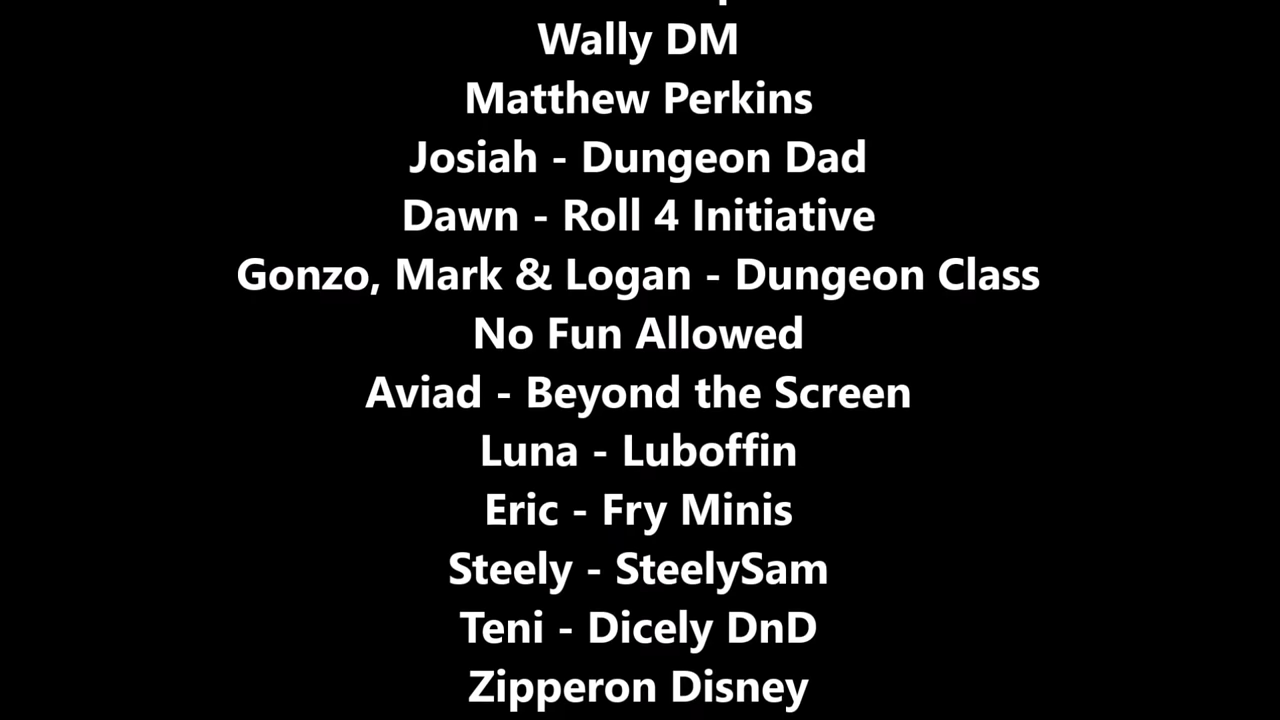 Wally DM
Matthew Perkins
Josiah - Dungeon Dad
Dawn - Roll 4 Initiative
Gonzo, Mark & Logan - Dungeon Class
No Fun Allowed
Aviad - Beyond the Screen
Luna - Luboffin
Eric - Fry Minis
Steely - SteelySam
Teni - Dicely DnD
Zipperon Disney